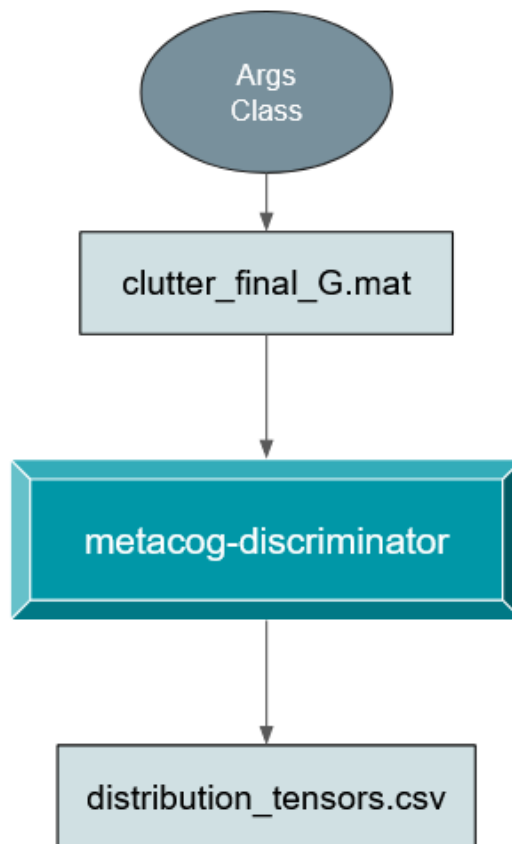 Args
Class
clutter_final_G.mat
metacog-discriminator
distribution_tensors.csv